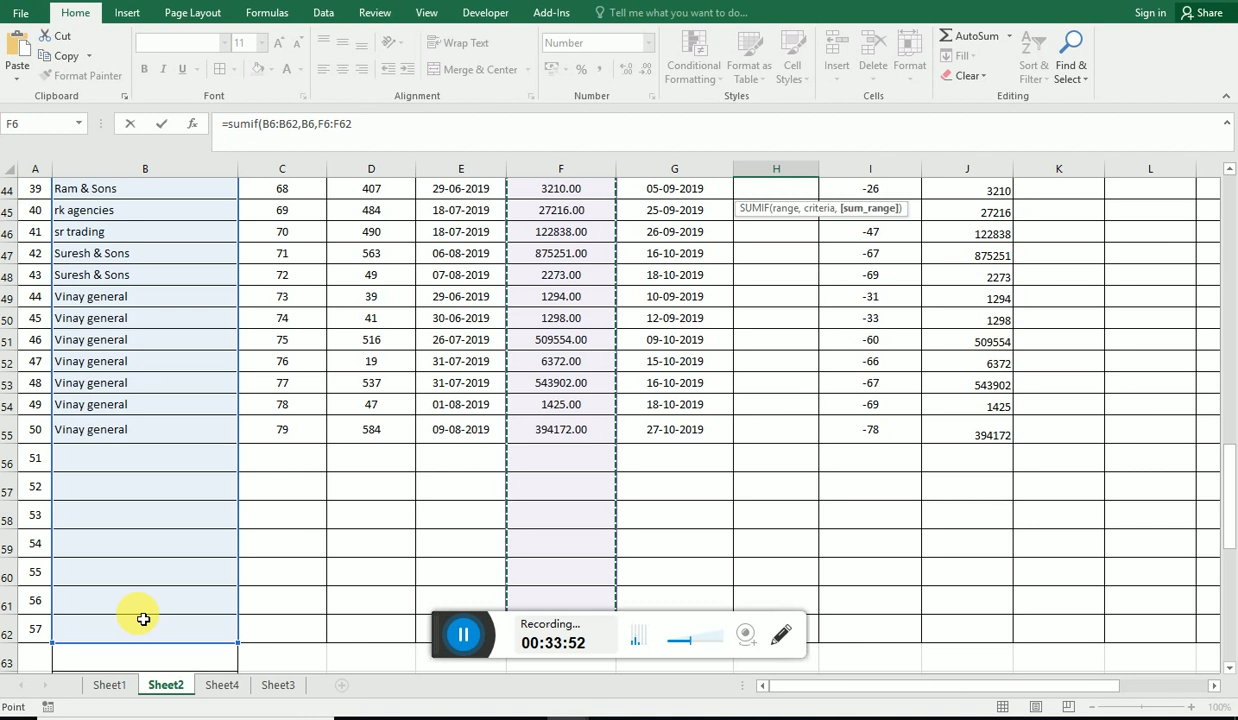 File Home Insert Page Layout Formulas Data Review View Developer Add-Ins Tell me what you want to do... Sign in Share
Paste Cut Copy Format Painter Clipboard
11 B I U Font
Wrap Text Merge & Center Alignment
Number % Number
Conditional Formatting Format as Table Cell Styles Styles
Insert Delete Format Cells
AutoSum Fill Clear Sort & Filter Find & Select Editing
F6 fx =sumif(B6:B62,B6,F6:F62
A B C D E F G H I J K L
44 39 Ram & Sons 68 407 29-06-2019 3210.00 05-09-2019 -26 3210
SUMIF(range, criteria, [sum_range])
45 40 rk agencies 69 484 18-07-2019 27216.00 25-09-2019 27216
46 41 sr trading 70 490 18-07-2019 122838.00 26-09-2019 -47 122838
47 42 Suresh & Sons 71 563 06-08-2019 875251.00 16-10-2019 -67 875251
48 43 Suresh & Sons 72 49 07-08-2019 2273.00 18-10-2019 -69 2273
49 44 Vinay general 73 39 29-06-2019 1294.00 10-09-2019 -31 1294
50 45 Vinay general 74 41 30-06-2019 1298.00 12-09-2019 -33 1298
51 46 Vinay general 75 516 26-07-2019 509554.00 09-10-2019 -60 509554
52 47 Vinay general 76 19 31-07-2019 6372.00 15-10-2019 -66 6372
53 48 Vinay general 77 537 31-07-2019 543902.00 16-10-2019 -67 543902
54 49 Vinay general 78 47 01-08-2019 1425.00 18-10-2019 -69 1425
55 50 Vinay general 79 584 09-08-2019 394172.00 27-10-2019 -78 394172
56 51
57 52
58 53
59 54
60 55
61 56
62 57
63
Recording...
00:33:52
Sheet1 Sheet2 Sheet4 Sheet3
Point 100%